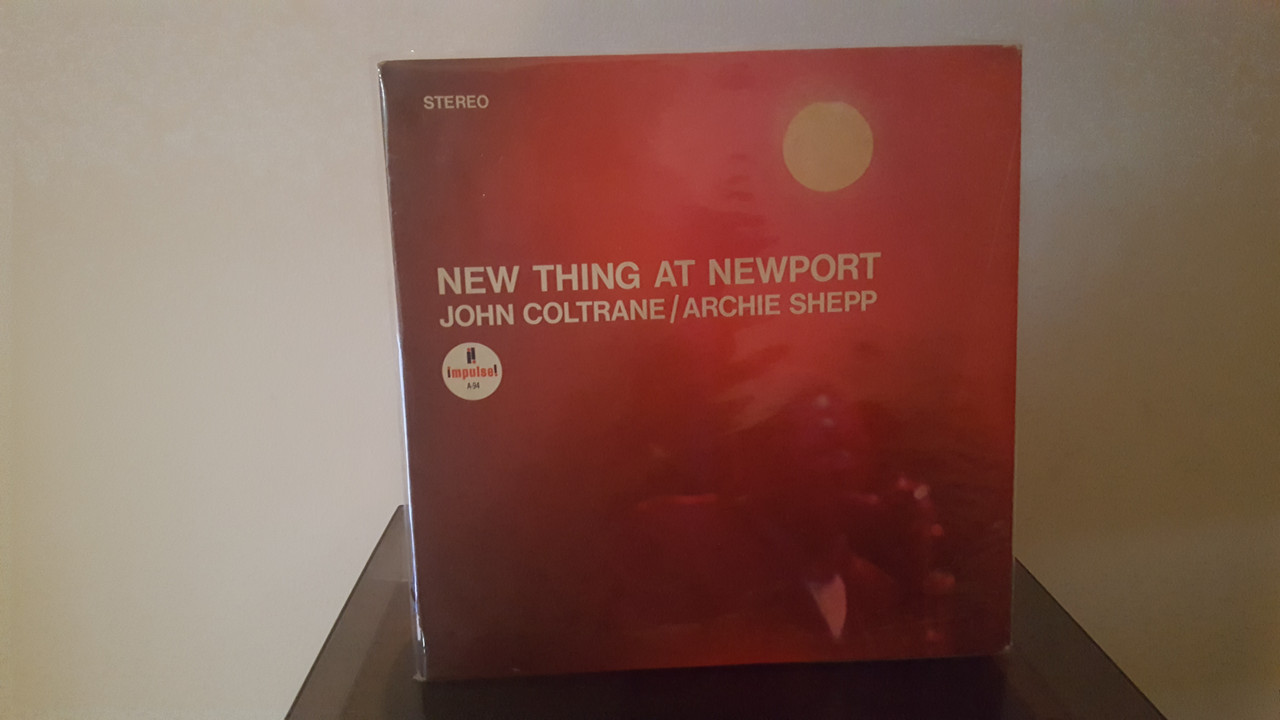 STEREO
NEW THING AT NEWPORT
JOHN COLTRANE/ARCHIE SHEPP
impulse!
A-94